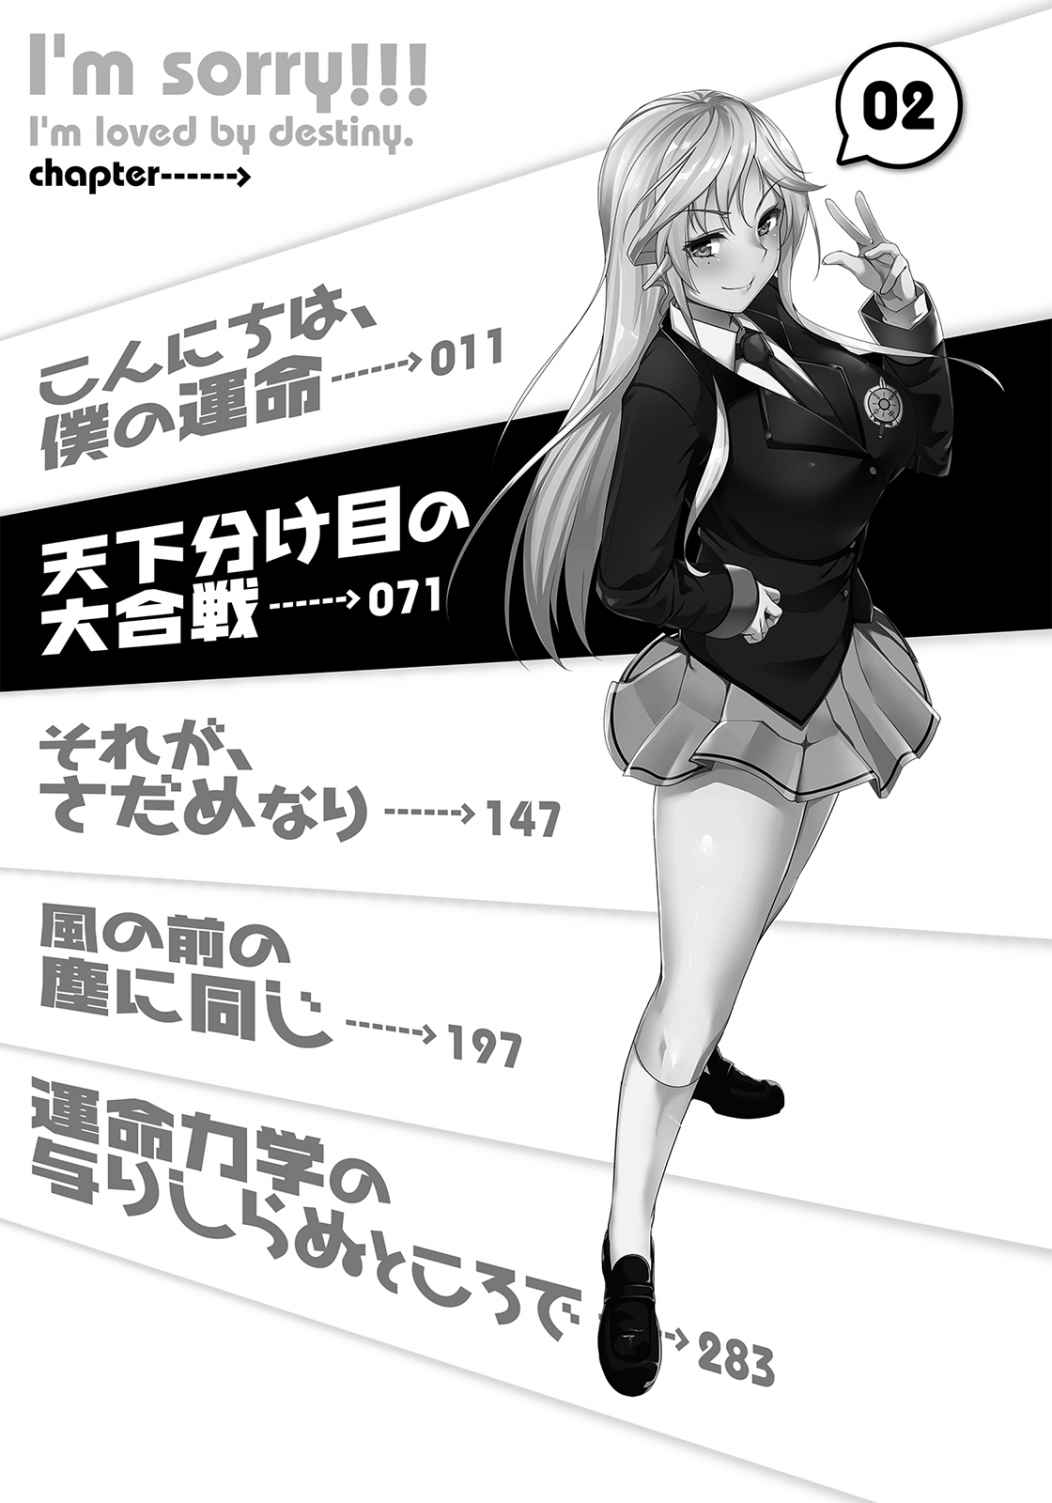 I'm sorry!!!
I'm loved by destiny.
chapter------>
02
こんにちは、
僕の運命------>011
天下分け目の
大合戦------>071
それが、
さだめなり------>147
風の前の
塵に同じ------>197
運命力学の
与りしらぬところで---->283